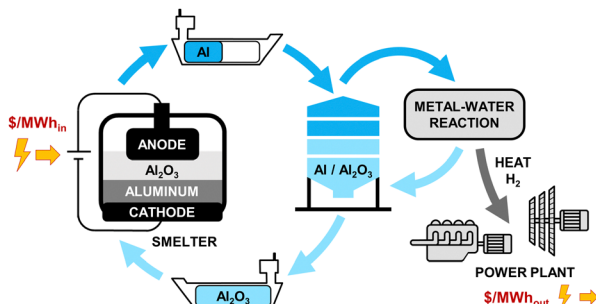 Al
$/MWhin
METAL-WATER
REACTION
ANODE
Al2O3
ALUMINUM
CATHODE
SMELTER
Al / Al2O3
HEAT
H2
POWER PLANT
Al2O3
$/MWhout